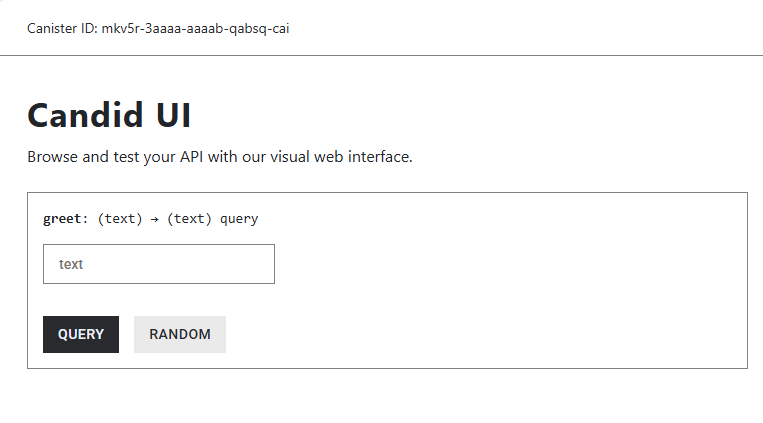 Canister ID: mkv5r-3aaaa-aaaab-qabsq-cai
Candid UI
Browse and test your API with our visual web interface.
greet: (text) → (text) query
text
QUERY RANDOM